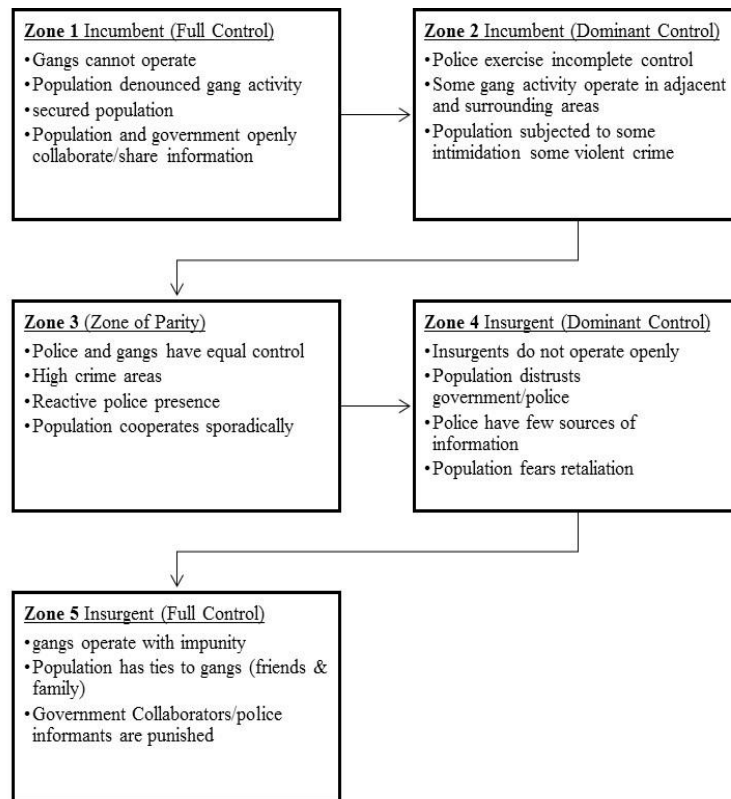 Zone 1 Incumbent (Full Control)
•Gangs cannot operate
•Population denounced gang activity
•secured population
•Population and government openly
collaborate/share information
Zone 2 Incumbent (Dominant Control)
•Police exercise incomplete control
•Some gang activity operate in adjacent
and surrounding areas
•Population subjected to some
intimidation some violent crime
Zone 3 (Zone of Parity)
•Police and gangs have equal control
•High crime areas
•Reactive police presence
•Population cooperates sporadically
Zone 4 Insurgent (Dominant Control)
•Insurgents do not operate openly
•Population distrusts
government/police
•Police have few sources of
information
•Population fears retaliation
Zone 5 Insurgent (Full Control)
•gangs operate with impunity
•Population has ties to gangs (friends &
family)
•Government Collaborators/police
informants are punished